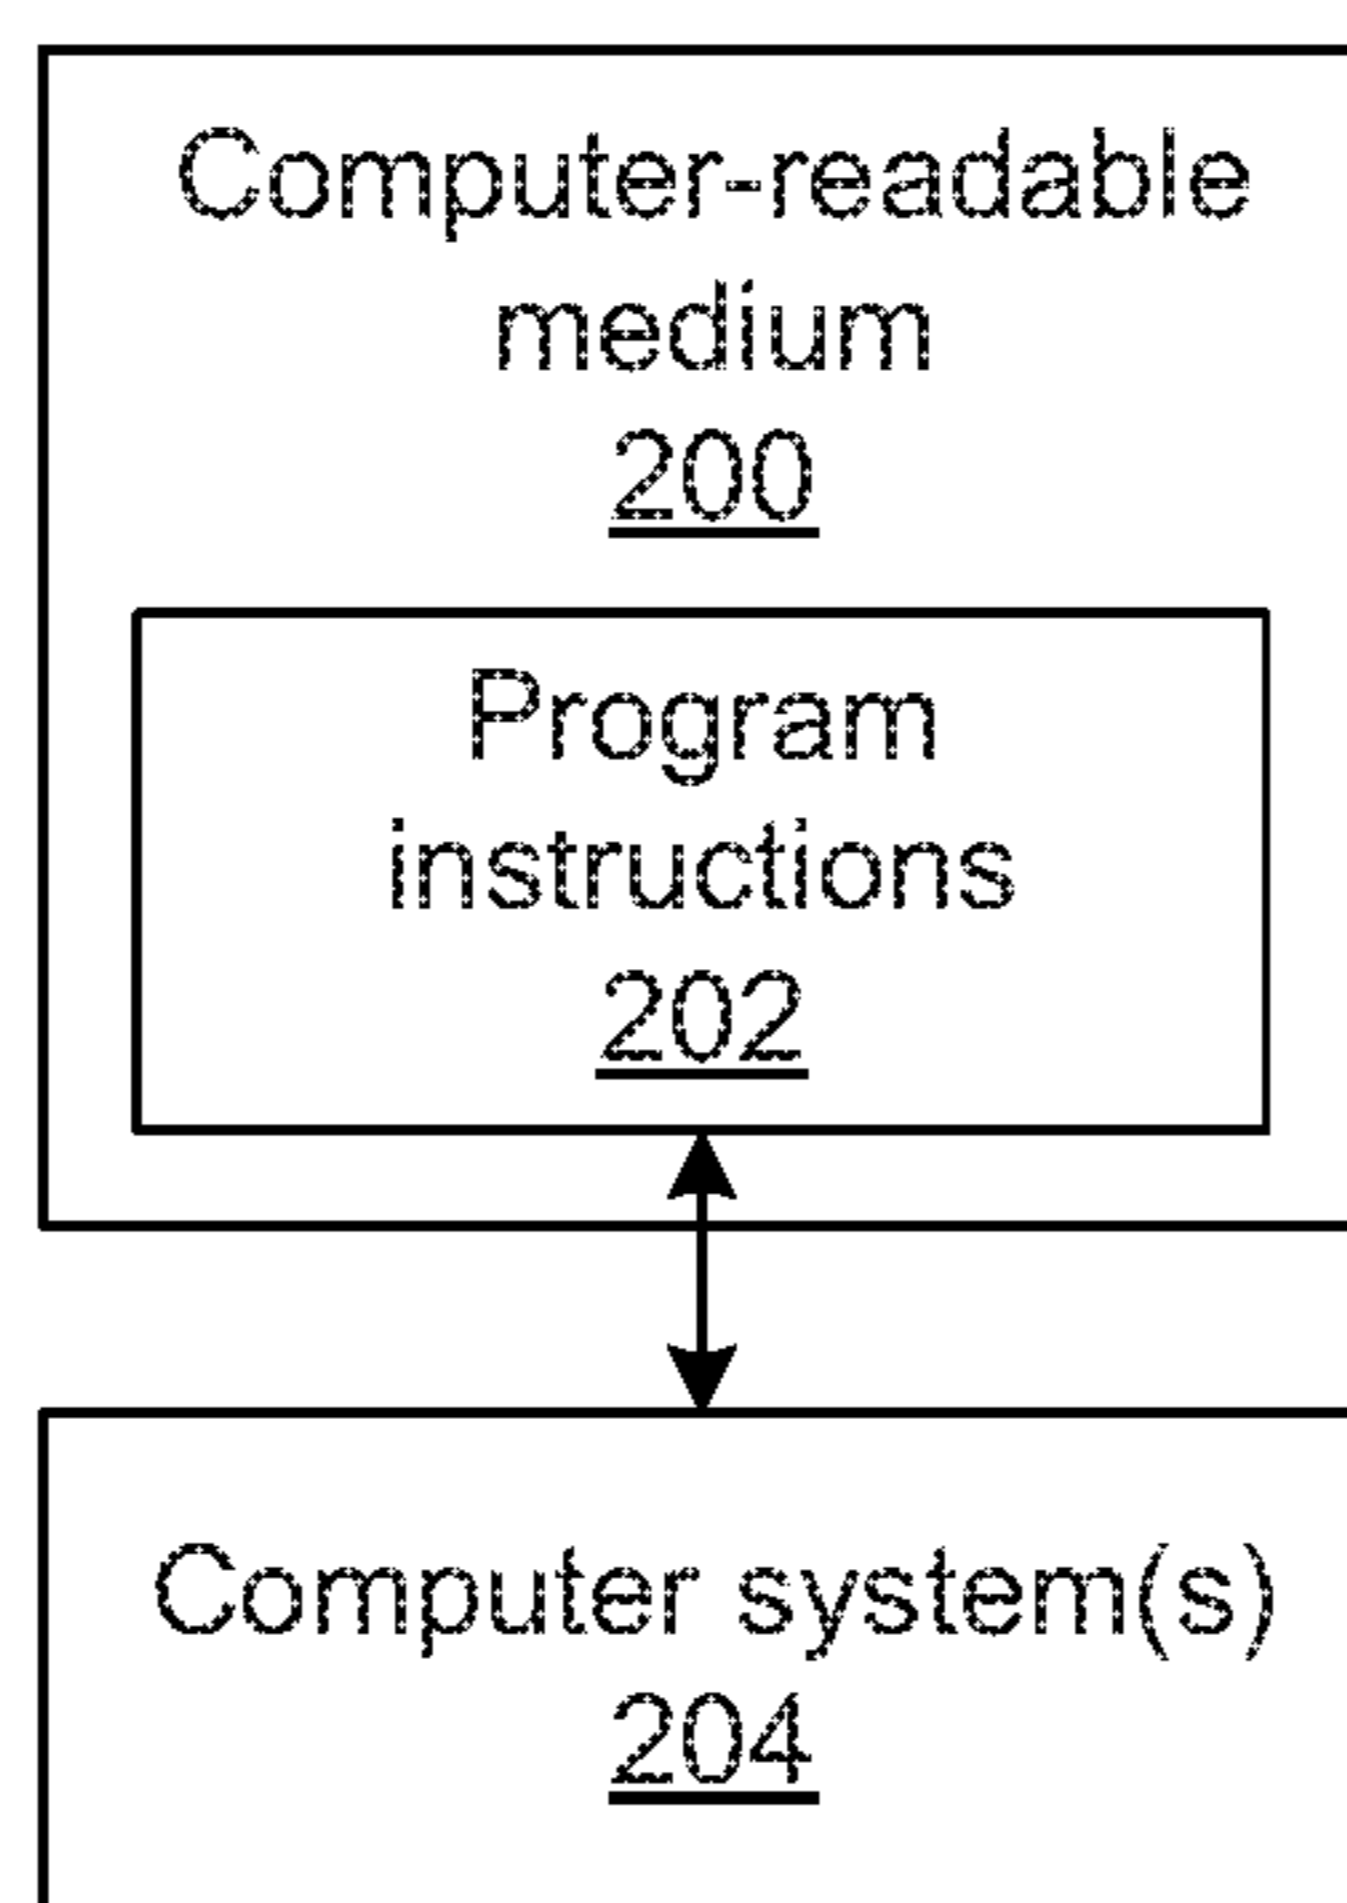 Computer-readable
medium
200
Program
instructions
202
Computer system(s)
204